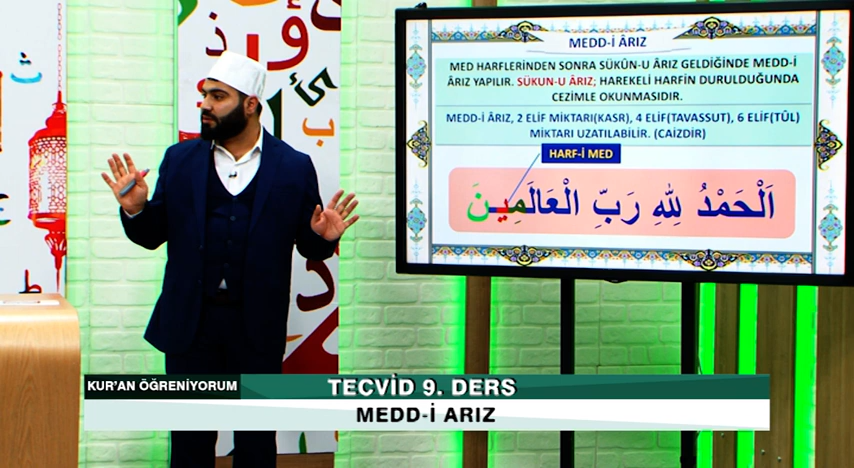 MEDD-İ ÂRIZ
MED HARFLERİNDEN SONRA SÜKÛN-U ÂRIZ GELDİĞİNDE MEDD-İ
ÂRIZ YAPILIR. SÜKUN-U ÂRIZ; HAREKELİ HARFİN DURULDUĞUNDA
CEZİMLE OKUNMASIDIR.
MEDD-İ ÂRIZ, 2 ELİF MİKTARI(KASR), 4 ELİF(TAVASSUT), 6 ELİF(TÛL)
MİKTARI UZATILABİLİR. (CAİZDİR)
HARF-İ MED
اَلْحَمْدُ لِلّٰهِ رَبِّ الْعَالَمِينَ
KUR'AN ÖĞRENİYORUM
TECVİD 9. DERS
MEDD-İ ARIZ